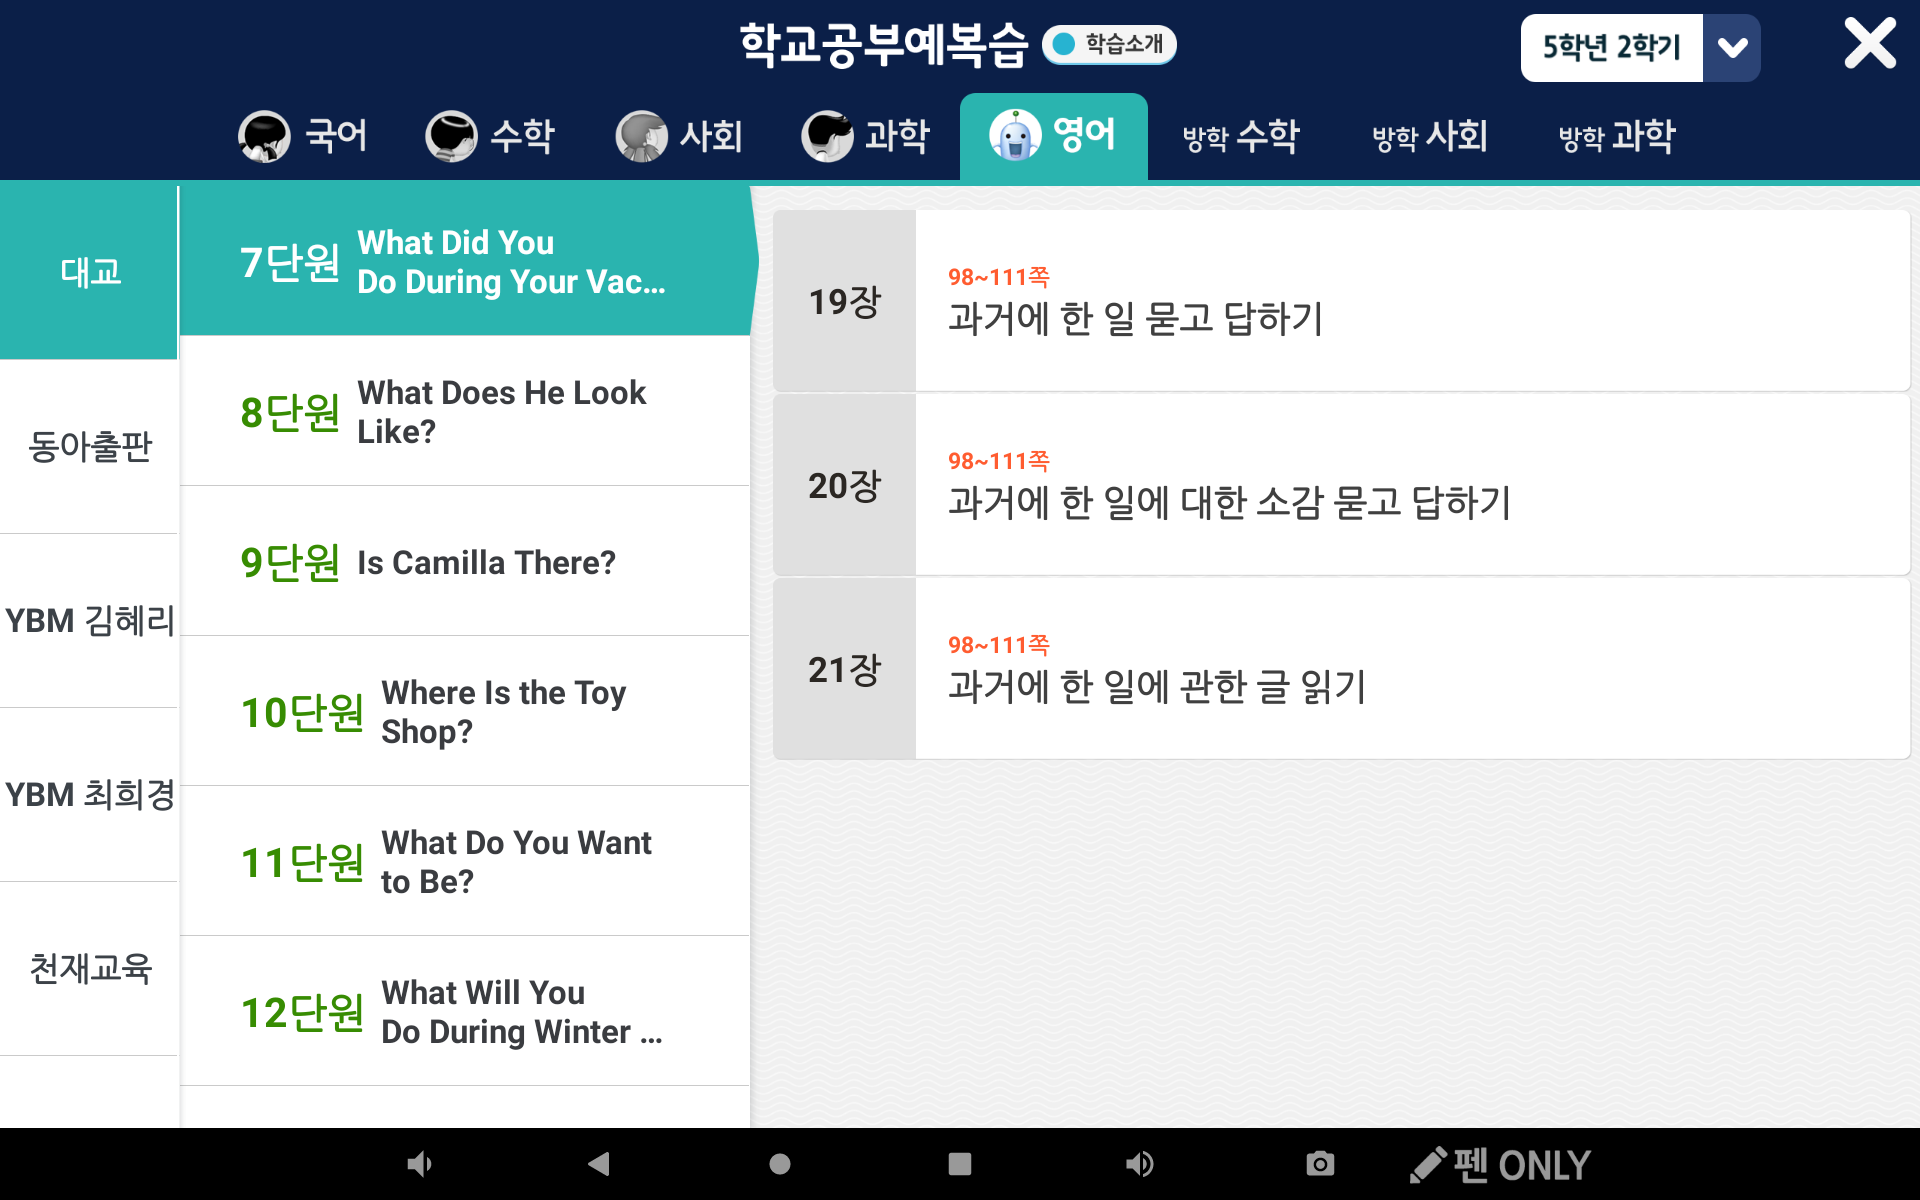 학교공부예복습
학습소개
5학년 2학기
국어
수학
사회
과학
영어
방학 수학
방학 사회
방학 과학
대교
동아출판
YBM 김혜리
YBM 최희경
천재교육
7단원
What Did You
Do During Your Vac...
8단원
What Does He Look
Like?
9단원
Is Camilla There?
10단원
Where Is the Toy
Shop?
11단원
What Do You Want
to Be?
12단원
What Will You
Do During Winter ...
19장
98~111쪽
과거에 한 일 묻고 답하기
20장
98~111쪽
과거에 한 일에 대한 소감 묻고 답하기
21장
98~111쪽
과거에 한 일에 관한 글 읽기
펜 ONLY